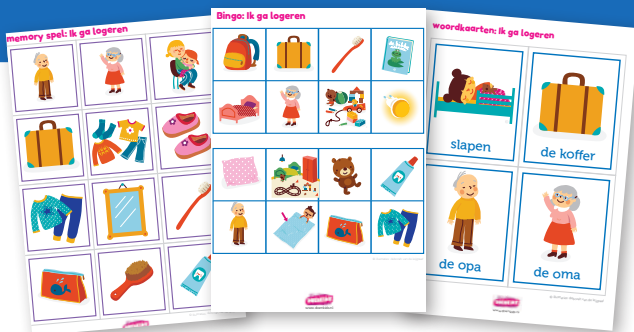 memory spel: Ik ga logeren
Bingo: Ik ga logeren
woordkaarten: Ik ga logeren
slapen
de koffer
de opa
de oma